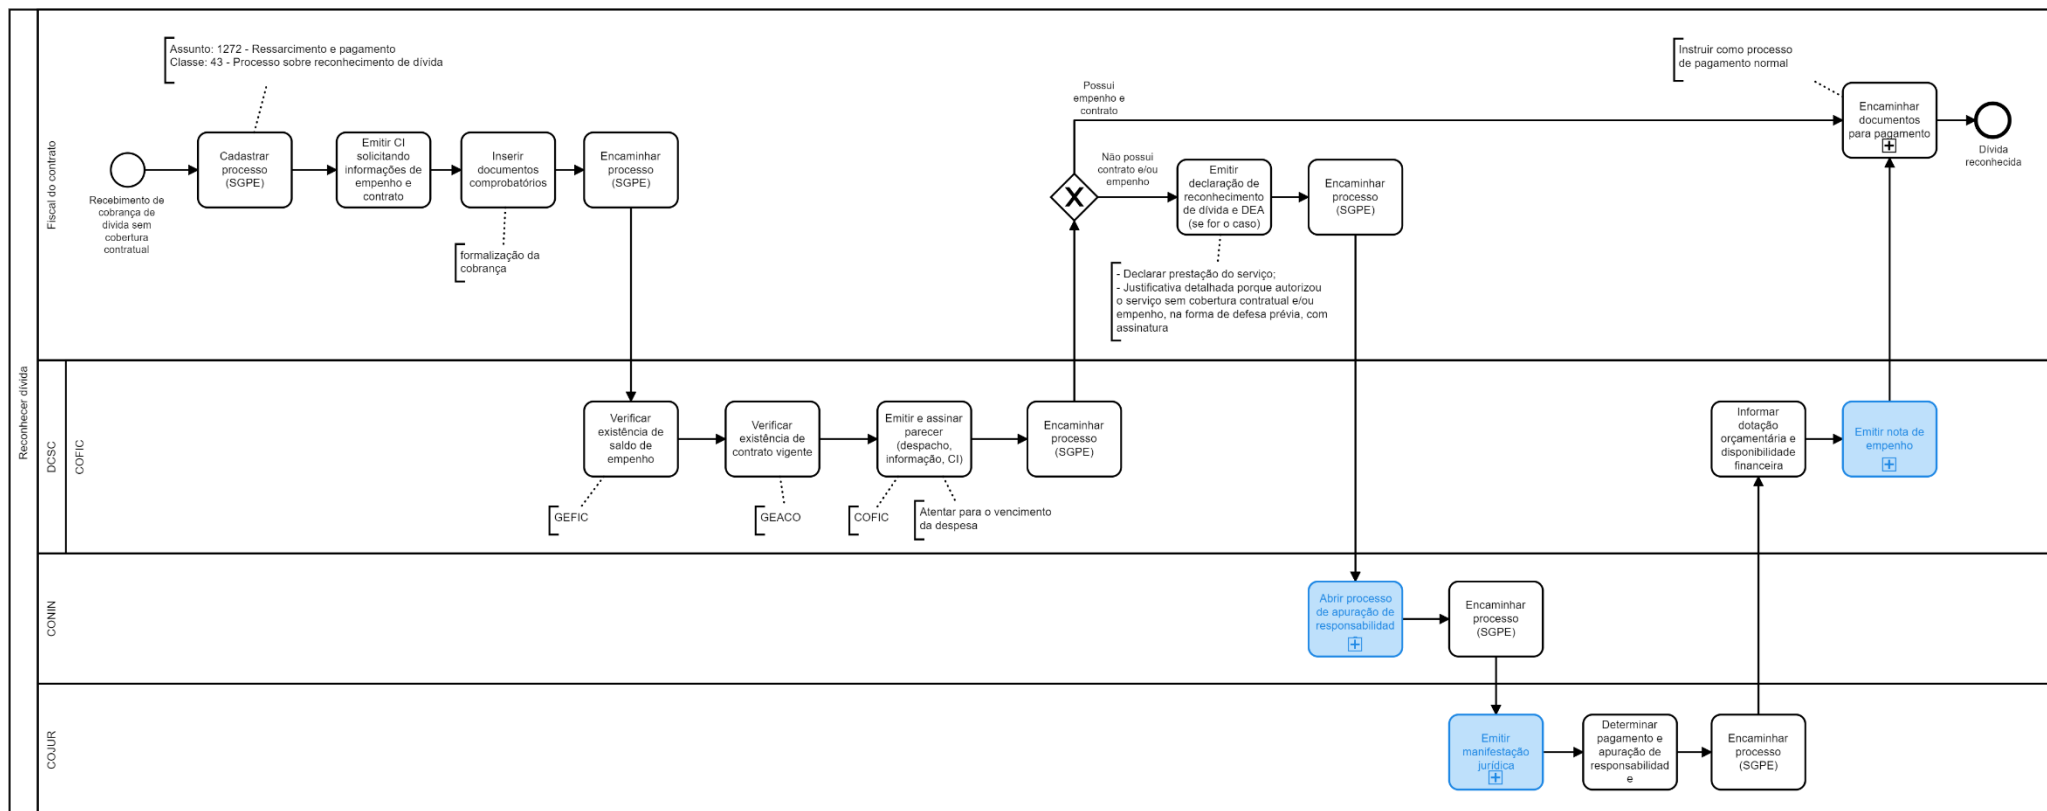 Reconhecer dívida
Fiscal do contrato
Assunto: 1272 - Ressarcimento e pagamento
Classe: 43 - Processo sobre reconhecimento de dívida
Recebimento de
cobrança de
dívida sem
cobertura
contratual
Cadastrar
processo
(SGPE)
Emitir CI
solicitando
informações de
empenho e
contrato
Inserir
documentos
comprobatórios
formalização da
cobrança
Encaminhar
processo
(SGPE)
Possui
empenho e
contrato
Não possui
contrato e/ou
empenho
X
Emitir
declaração de
reconhecimento
de dívida e DEA
(se for o caso)
- Declarar prestação do serviço;
- Justificativa detalhada porque autorizou
o serviço sem cobertura contratual e/ou
empenho, na forma de defesa prévia, com
assinatura
Encaminhar
processo
(SGPE)
Instruir como processo
de pagamento normal
Encaminhar
documentos
para pagamento
Dívida
reconhecida
DCSC
COFIC
Verificar
existência de
saldo de
empenho
GEFIC
Verificar
existência de
contrato vigente
GEACO
Emitir e assinar
parecer
(despacho,
informação, CI)
COFIC
Atentar para o vencimento
da despesa
Encaminhar
processo
(SGPE)
Informar
dotação
orçamentária e
disponibilidade
financeira
Emitir nota de
empenho
CONIN
Abrir processo
de apuração de
responsabilidad
Encaminhar
processo
(SGPE)
COJUR
Emitir
manifestação
jurídica
Determinar
pagamento e
apuração de
responsabilidad
e
Encaminhar
processo
(SGPE)